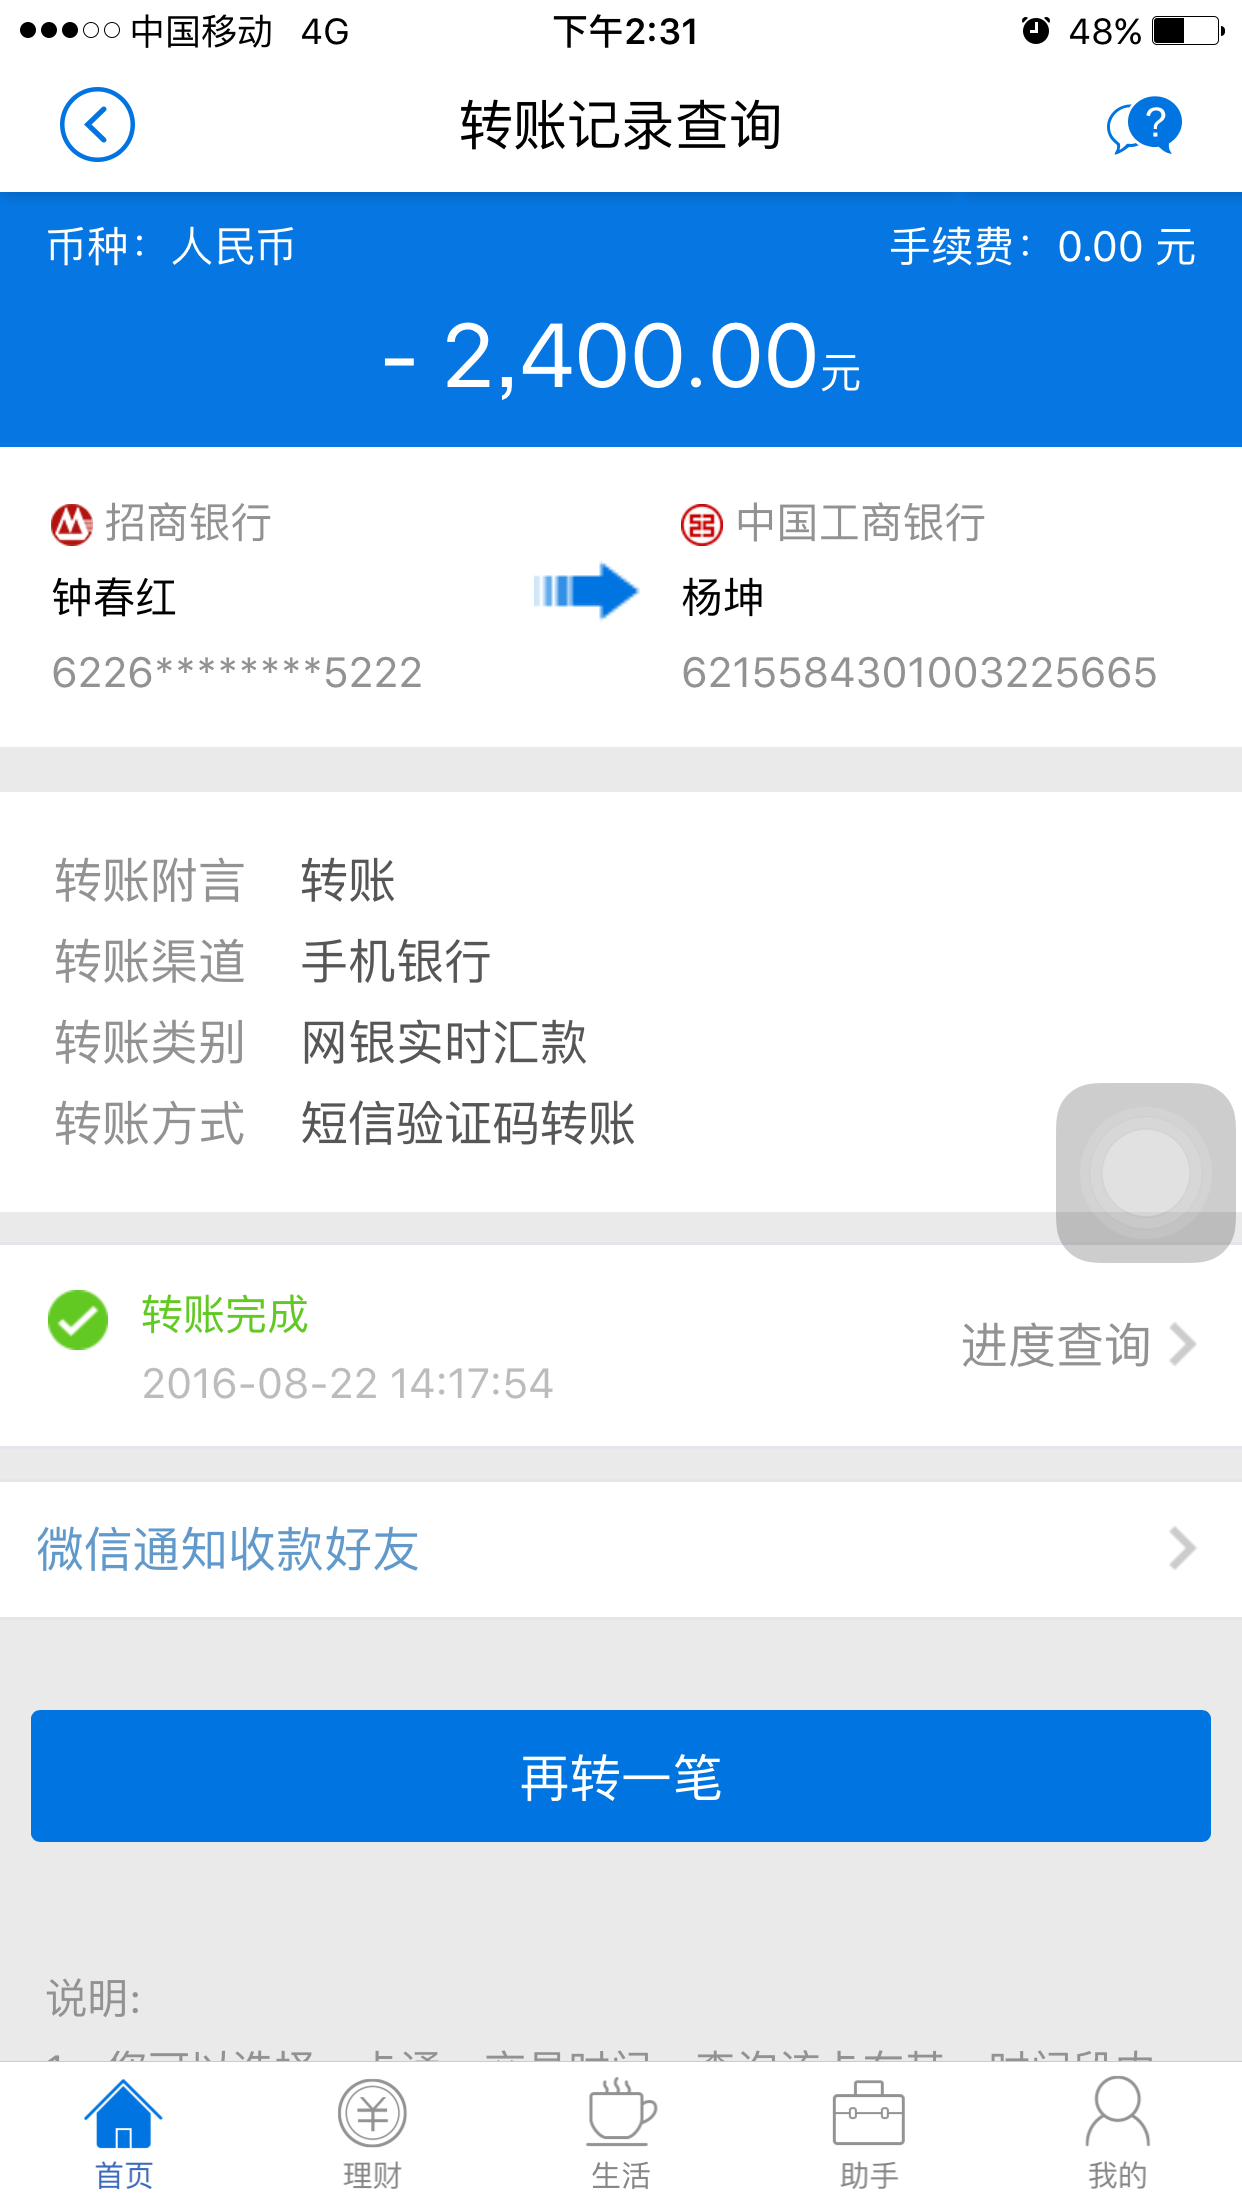 中国移动 4G 下午2:31 48%
转账记录查询
?
币种：人民币 手续费：0.00 元
- 2,400.00元
招商银行 中国工商银行
钟春红 杨坤
6226********5222 6215584301003225665
转账附言 转账
转账渠道 手机银行
转账类别 网银实时汇款
转账方式 短信验证码转账
转账完成
2016-08-22 14:17:54
进度查询
微信通知收款好友
再转一笔
说明:
首页 理财 生活 助手 我的